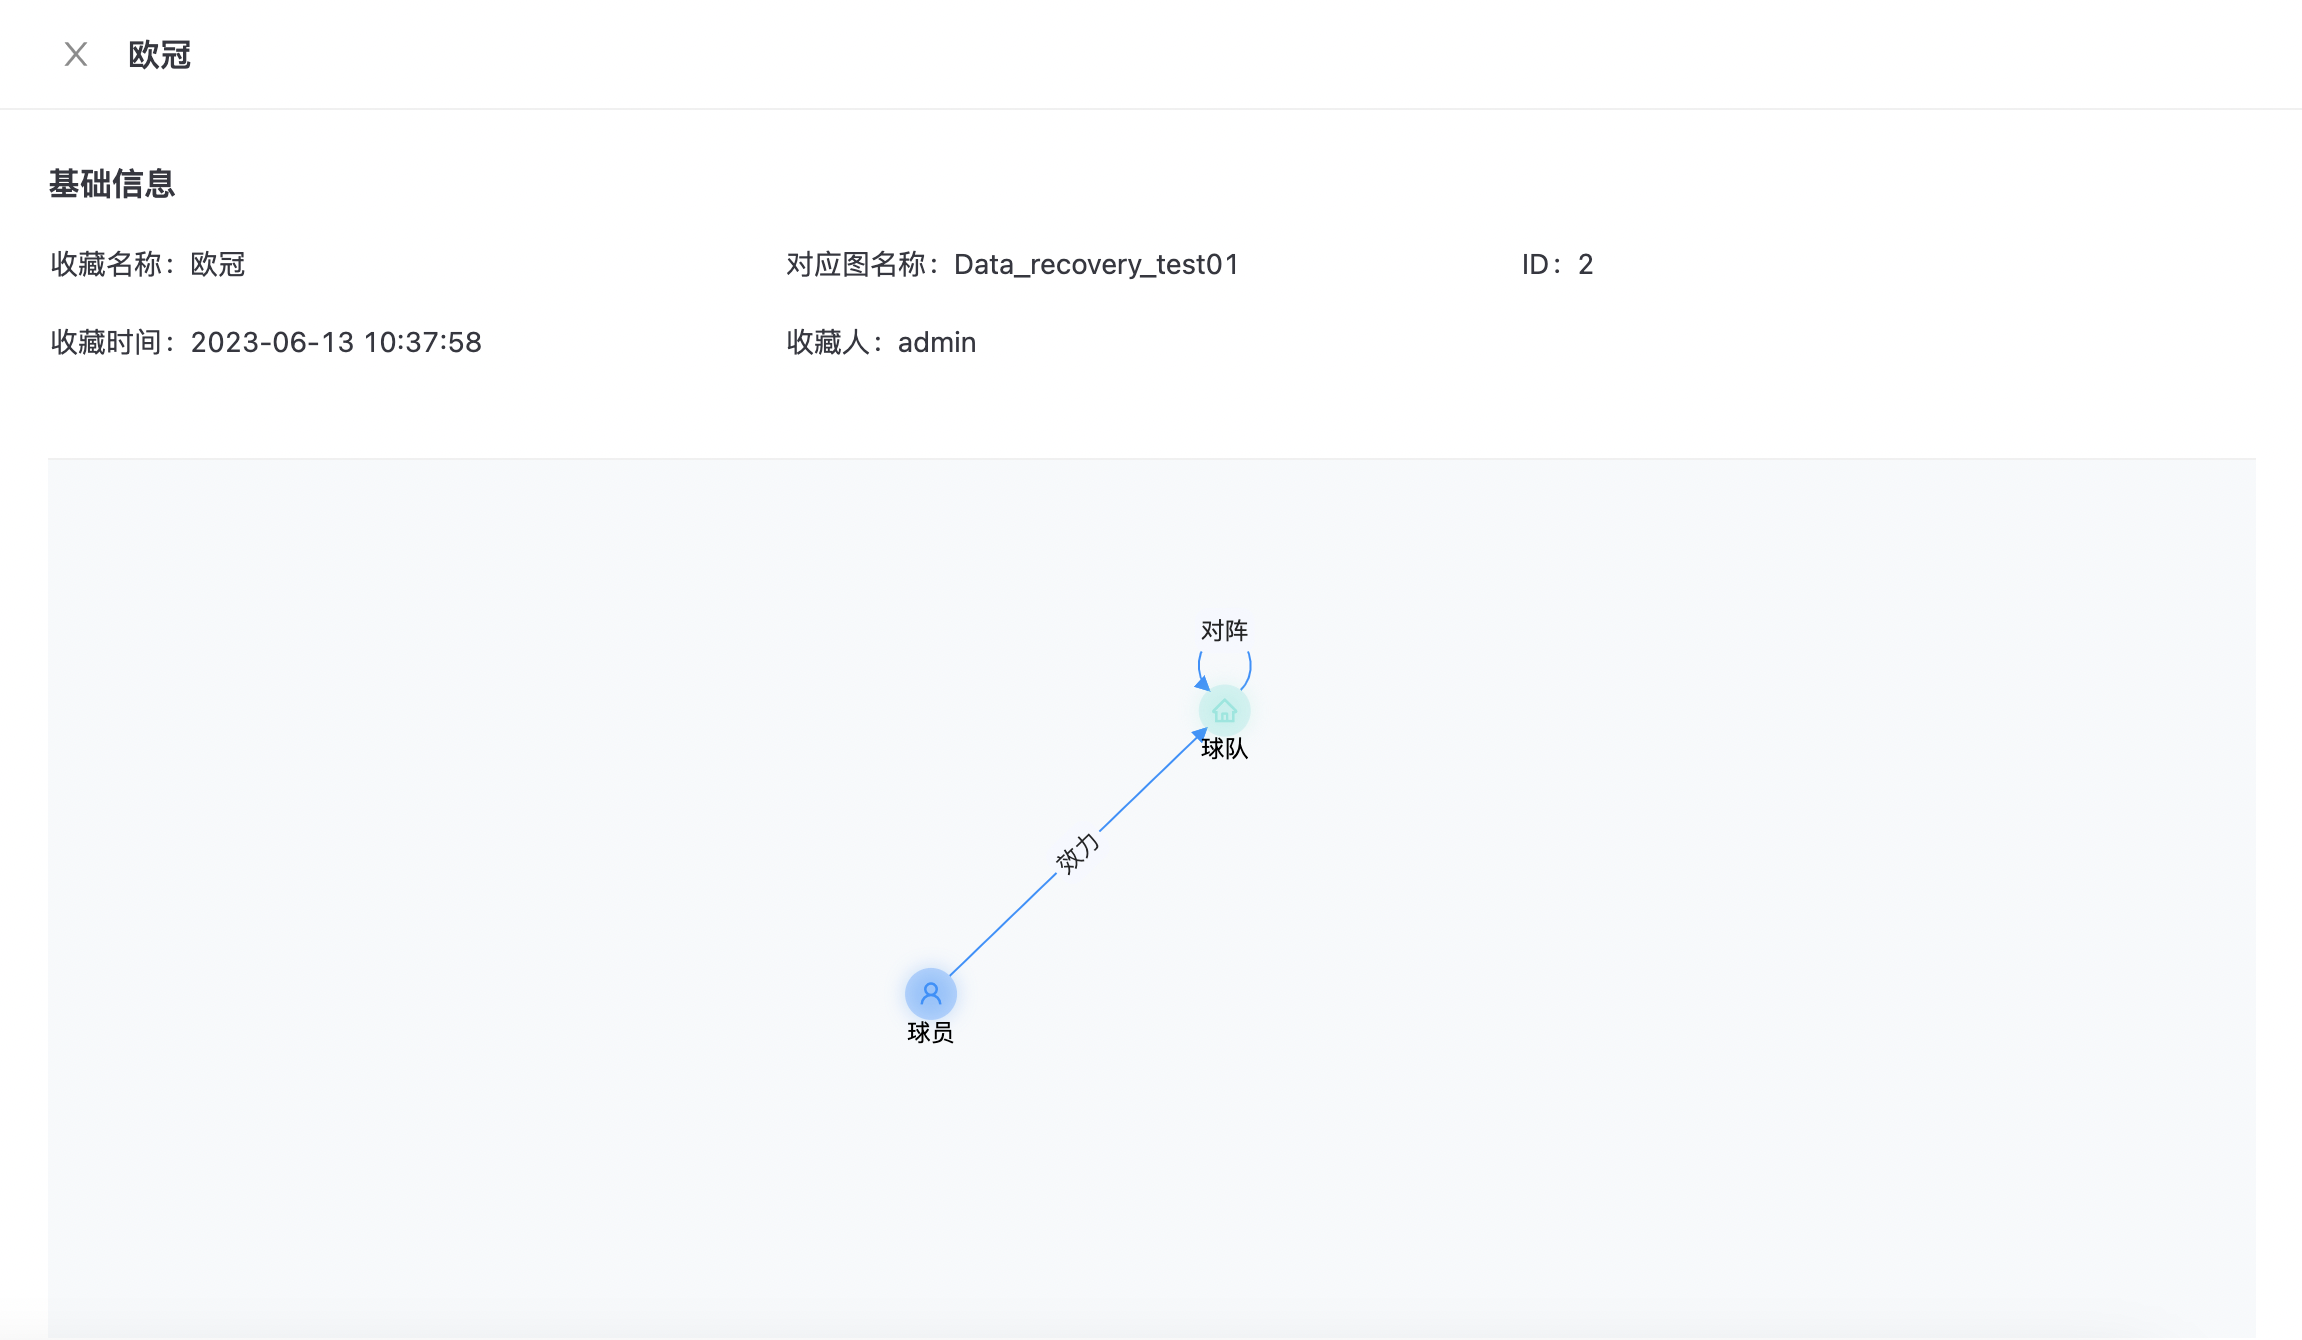 欧冠
基础信息
收藏名称：欧冠
对应图名称：Data_recovery_test01
ID：2
收藏时间：2023-06-13 10:37:58
收藏人：admin
对阵
球队
效力
球员